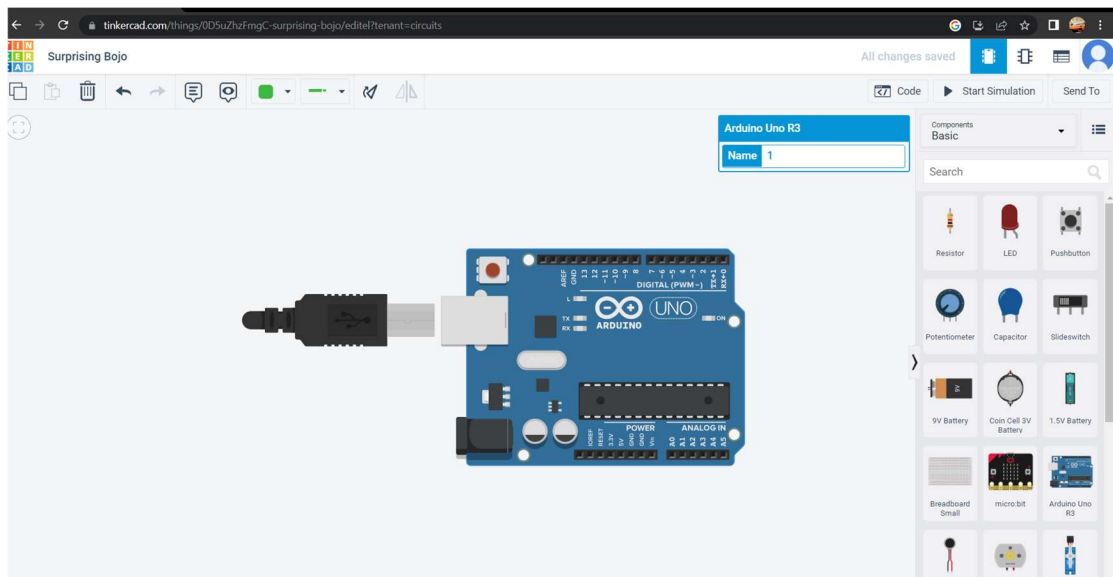 tinkercad.com/things/0D5uZhzFmgC-surprising-bojo/editel?tenant=circuits
TIN
KER
CAD
Surprising Bojo
All changes saved
Code
Start Simulation
Send To
Arduino Uno R3
Name 1
Components
Basic
Search
Resistor
LED
Pushbutton
Potentiometer
Capacitor
Slideswitch
9V
9V Battery
Coin Cell 3V
Battery
1.5V Battery
Breadboard
Small
micro:bit
Arduino Uno
R3
AREF
GND
13
12
~11
~10
~9
8
7
~6
~5
4
~3
2
TX→1
RX←0
DIGITAL (PWM~)
L
TX
RX
UNO
ARDUINO
ON
POWER
ANALOG IN
IOREF
RESET
3.3V
5V
GND
GND
Vin
A0
A1
A2
A3
A4
A5